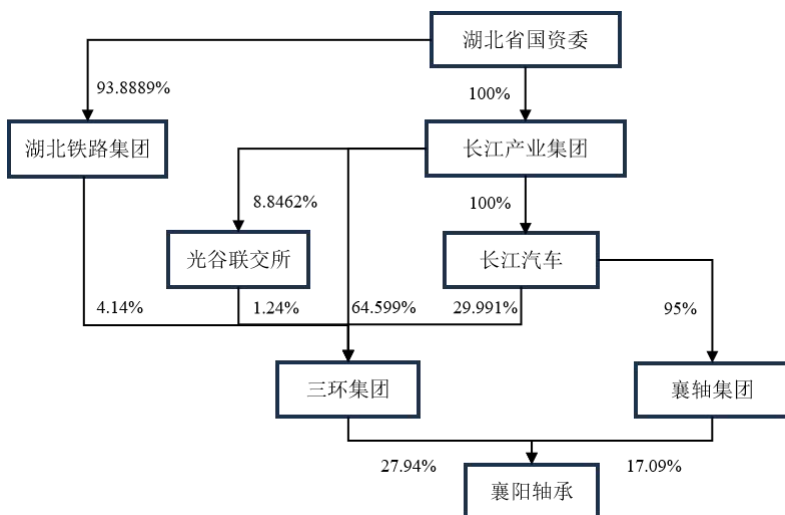 湖北省国资委
93.8889%
100%
湖北铁路集团
长江产业集团
8.8462%
100%
光谷联交所
长江汽车
4.14%
1.24%
64.599%
29.991%
95%
三环集团
襄轴集团
27.94%
17.09%
襄阳轴承